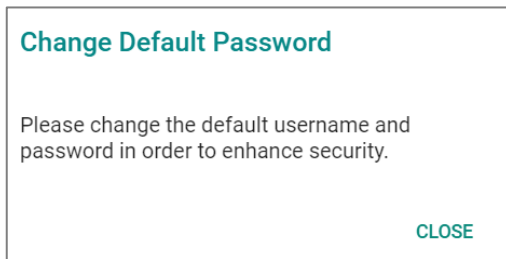 Change Default Password
Please change the default username and
password in order to enhance security.
CLOSE